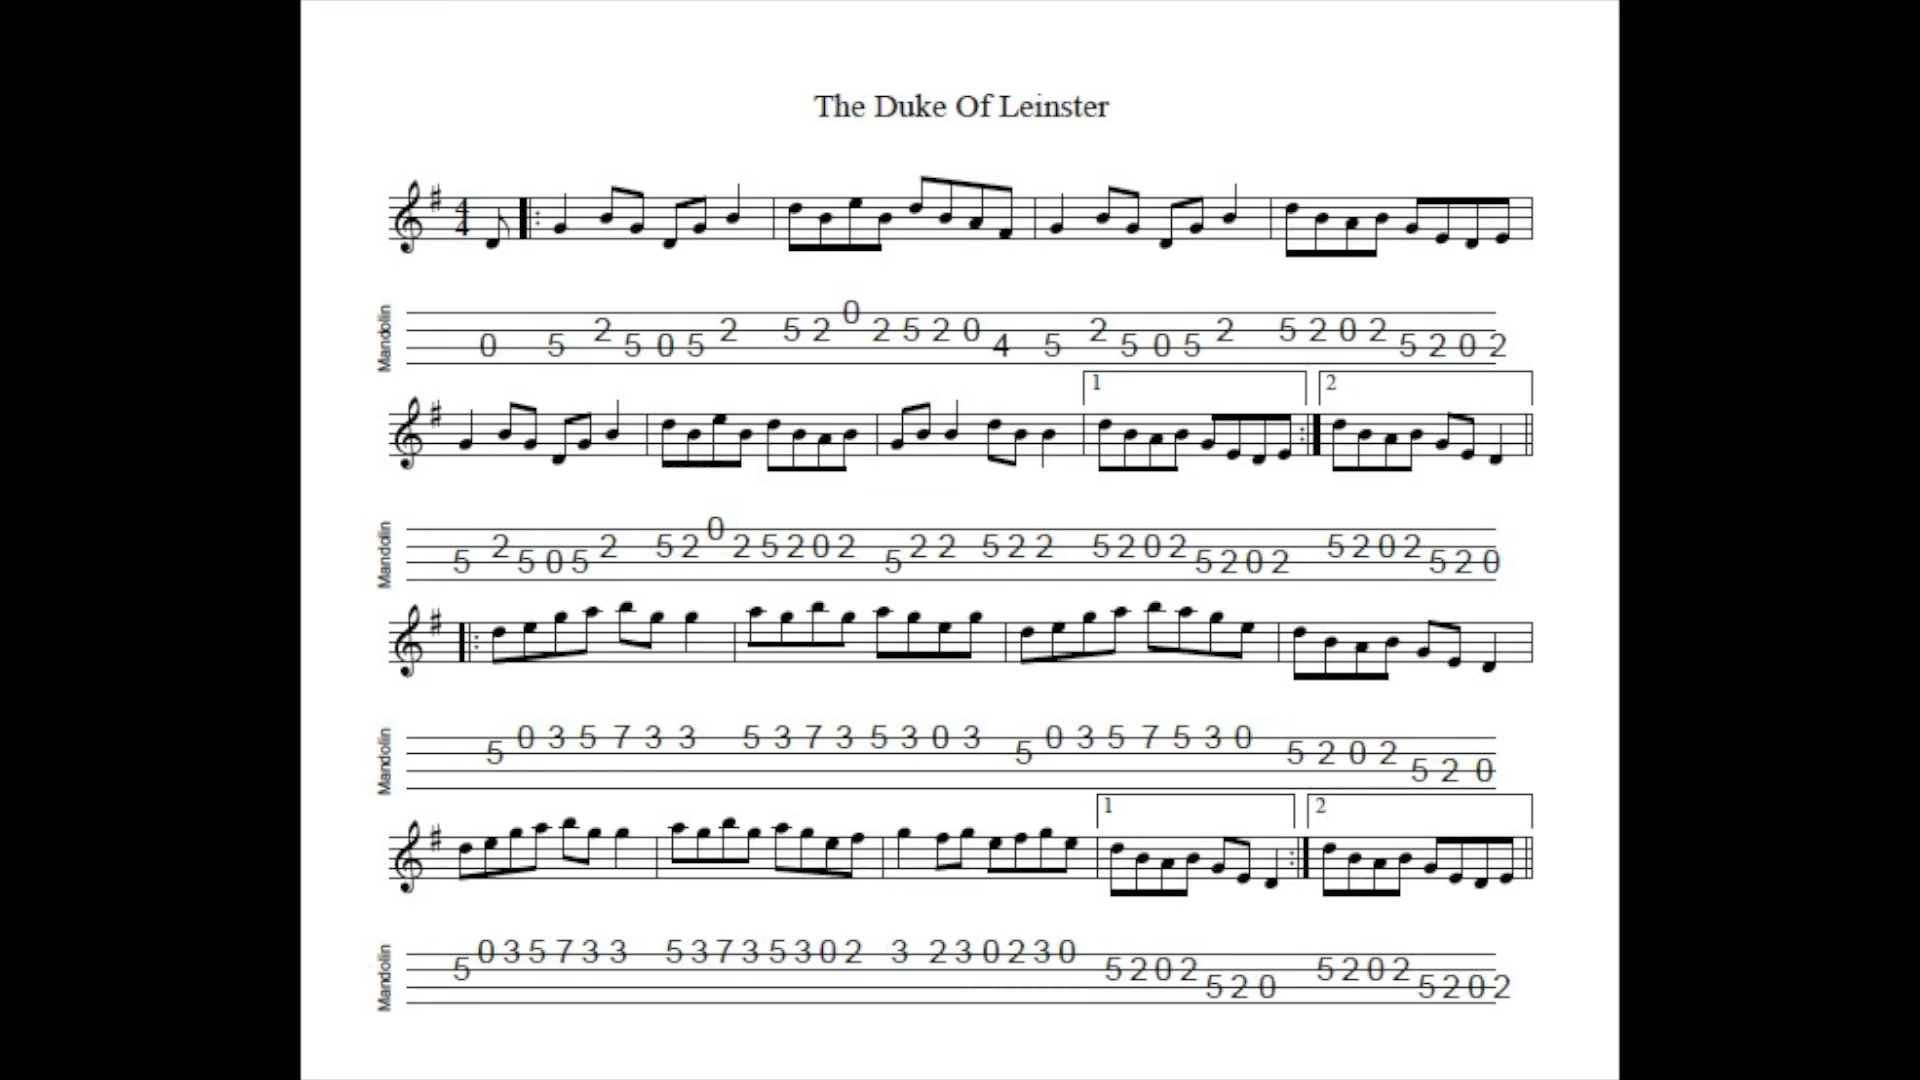 The Duke Of Leinster
4
4
Mandolin 0 5 2 5 0 5 2 5 2 0 2 5 2 0 4 5 2 5 0 5 2 5 2 0 2 5 2 0 2
1 2
Mandolin 5 2 5 0 5 2 5 2 0 2 5 2 0 2 5 2 2 5 2 2 5 2 0 2 5 2 0 2 5 2 0 2 5 2 0
Mandolin 5 0 3 5 7 3 3 5 3 7 3 5 3 0 3 5 0 3 5 7 5 3 0 5 2 0 2 5 2 0
1 2
Mandolin 5 0 3 5 7 3 3 5 3 7 3 5 3 0 2 3 2 3 0 2 3 0 5 2 0 2 5 2 0 5 2 0 2 5 2 0 2